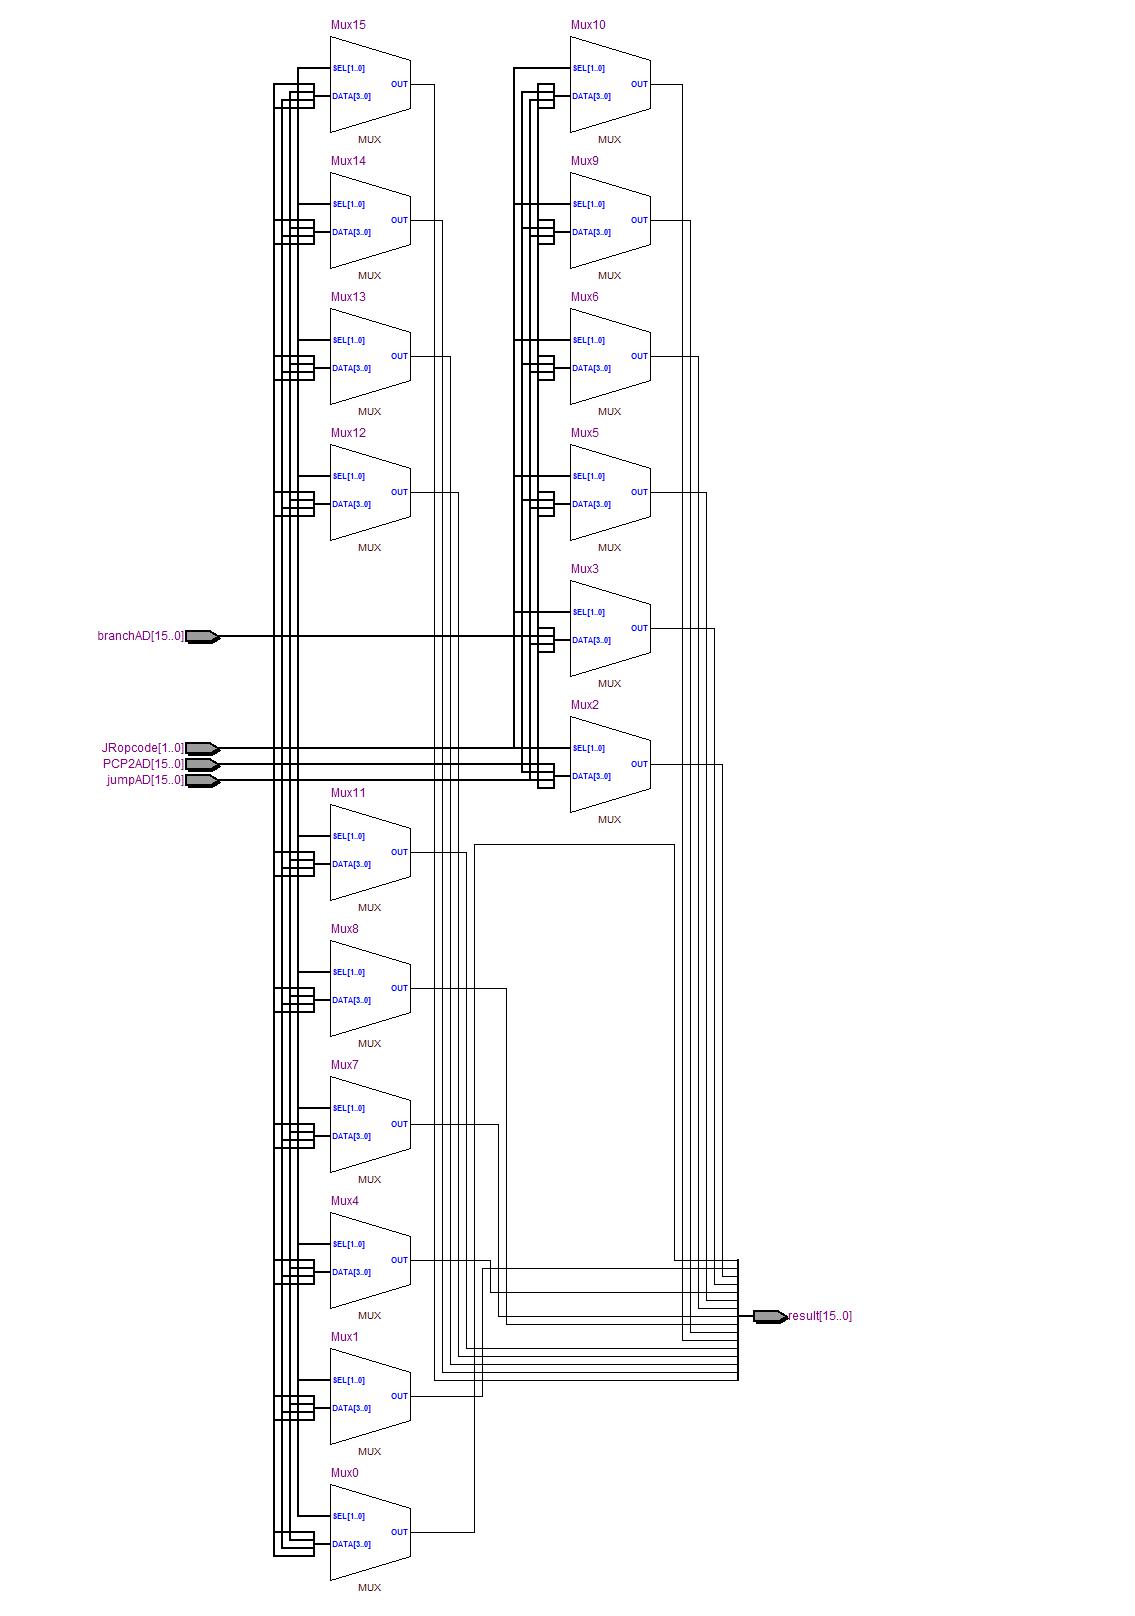 Mux15
SEL[1..0]
OUT
DATA[3..0]
MUX
Mux14
SEL[1..0]
OUT
DATA[3..0]
MUX
Mux13
SEL[1..0]
OUT
DATA[3..0]
MUX
Mux12
SEL[1..0]
OUT
DATA[3..0]
MUX
Mux10
SEL[1..0]
OUT
DATA[3..0]
MUX
Mux9
SEL[1..0]
OUT
DATA[3..0]
MUX
Mux6
SEL[1..0]
OUT
DATA[3..0]
MUX
Mux5
SEL[1..0]
OUT
DATA[3..0]
MUX
Mux3
SEL[1..0]
OUT
DATA[3..0]
MUX
Mux2
SEL[1..0]
OUT
DATA[3..0]
MUX
branchAD[15..0]
JRopcode[1..0]
PCP2AD[15..0]
jumpAD[15..0]
Mux11
SEL[1..0]
OUT
DATA[3..0]
MUX
Mux8
SEL[1..0]
OUT
DATA[3..0]
MUX
Mux7
SEL[1..0]
OUT
DATA[3..0]
MUX
Mux4
SEL[1..0]
OUT
DATA[3..0]
MUX
Mux1
SEL[1..0]
OUT
DATA[3..0]
MUX
Mux0
SEL[1..0]
OUT
DATA[3..0]
MUX
result[15..0]